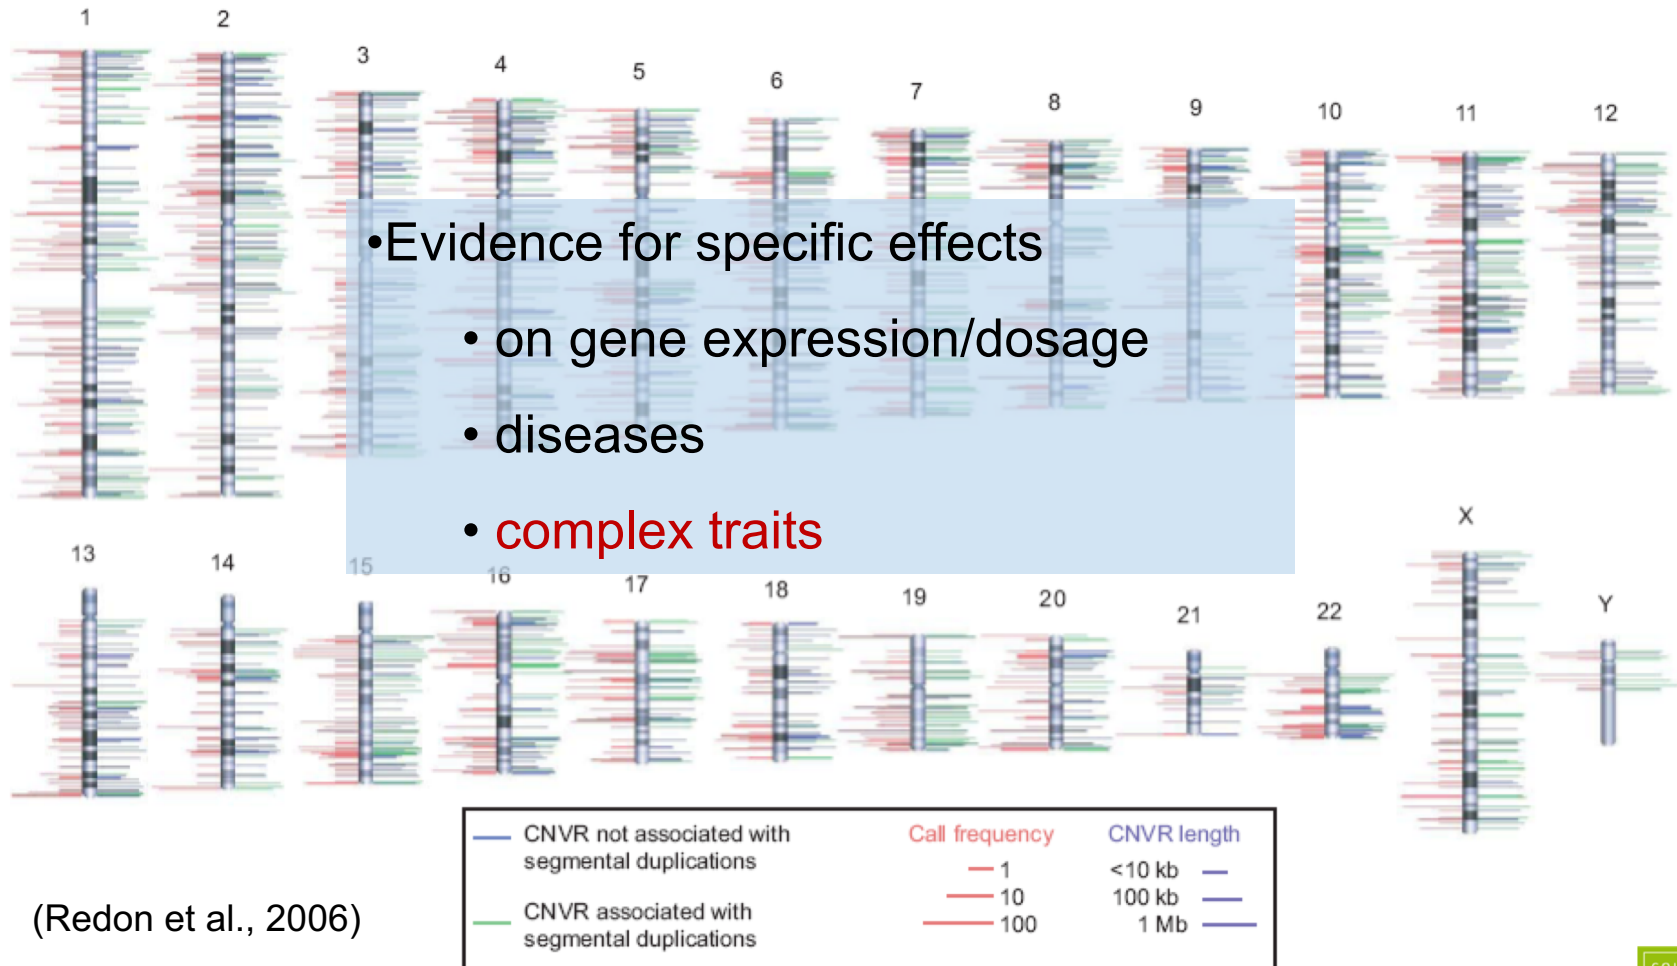 1 2 3 4 5 6 7 8 9 10 11 12
•Evidence for specific effects
• on gene expression/dosage
• diseases
• complex traits
13 14 15 16 17 18 19 20 21 22 X Y
CNVR not associated with
segmental duplications
CNVR associated with
segmental duplications
Call frequency
1
10
100
CNVR length
<10 kb
100 kb
1 Mb
(Redon et al., 2006)